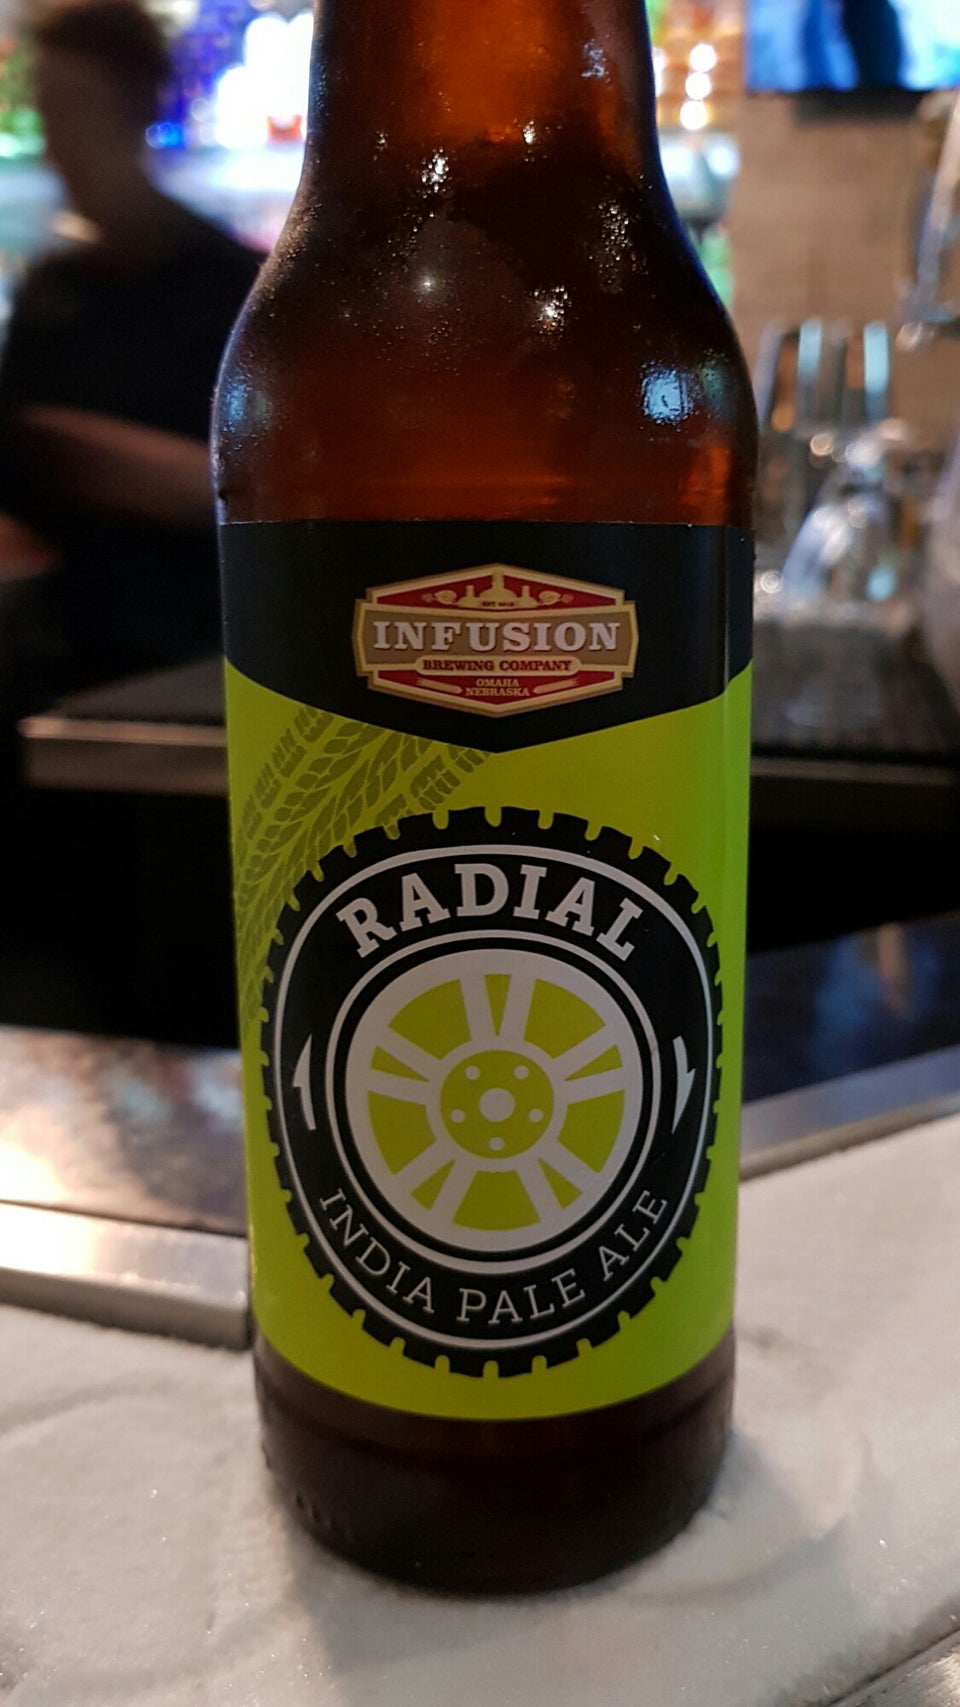 INFUSION
BREWING COMPANY
OMAHA
NEBRASKA
RADIAL
INDIA PALE ALE